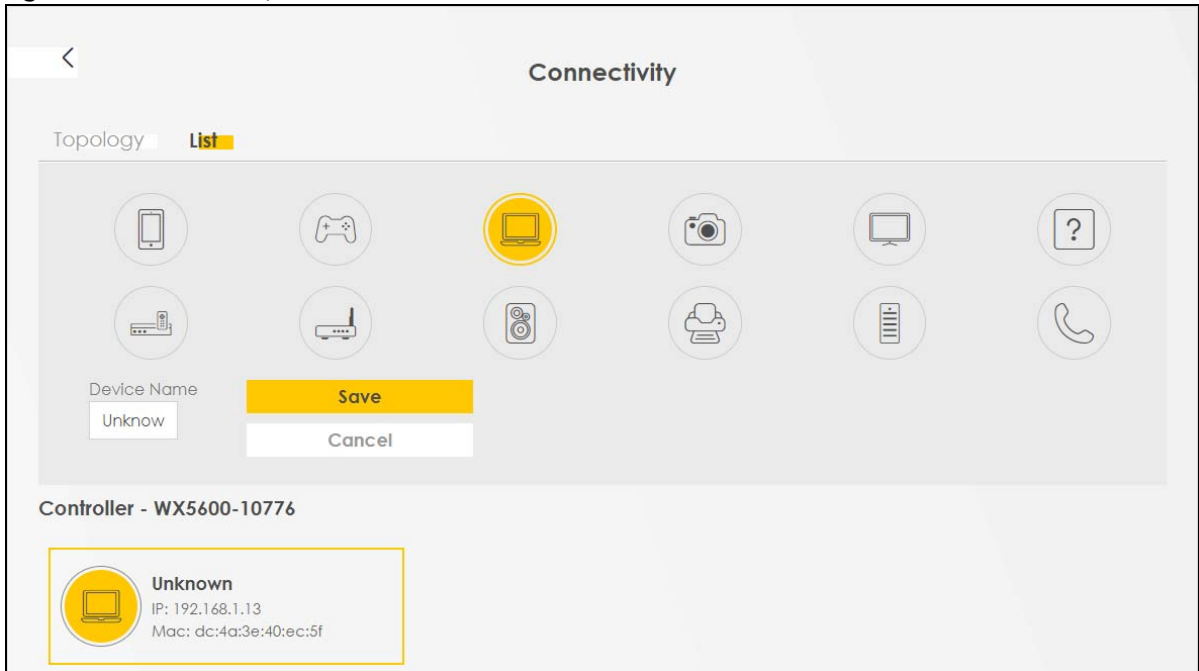 Connectivity
Topology List
Device Name
Unknow
Save
Cancel
Controller - WX5600-10776
Unknown
IP: 192.168.1.13
Mac: dc:4a:3e:40:ec:5f